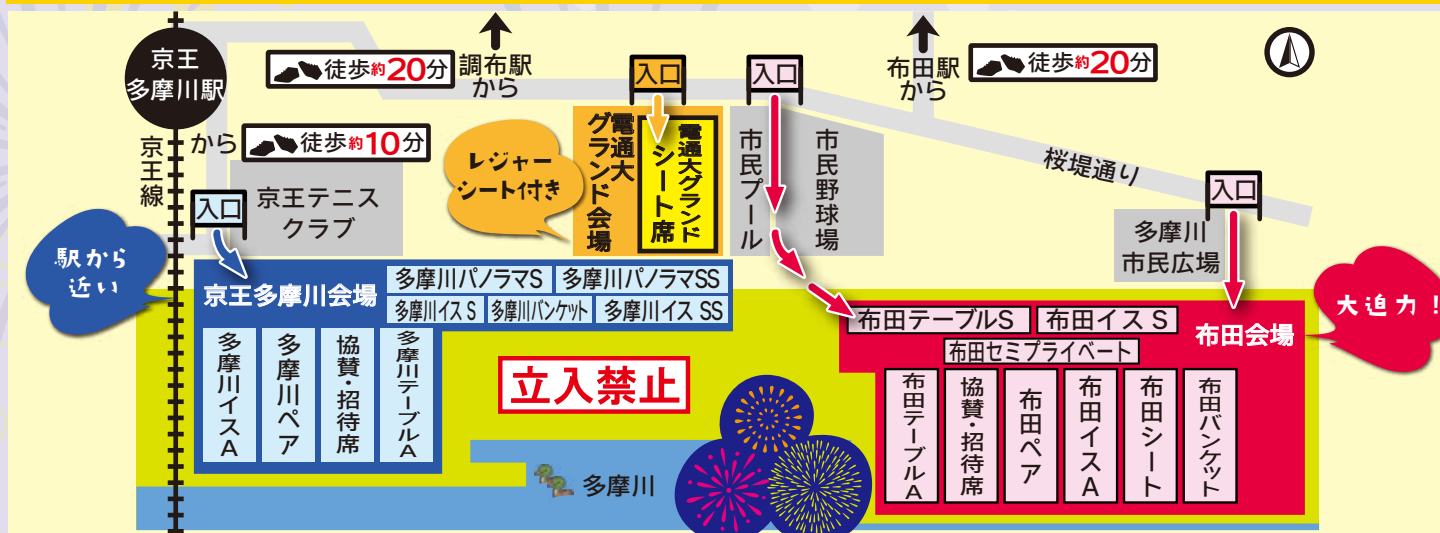 京王
多摩川駅
から
徒歩約10分
京王線
徒歩約20分
調布駅
から
入口
入口
布田駅
から
徒歩約20分
桜堤通り
入口
京王テニス
クラブ
レジャー
シート付き
電通大
グランド会場
電通大グランド
シート席
市民プール
市民野球場
入口
多摩川
市民広場
駅から
近い
京王多摩川会場
多摩川パノラマS
多摩川パノラマSS
多摩川イス S
多摩川バンケット
多摩川イス SS
多摩川イスA
多摩川ペア
協賛・招待席
多摩川テーブルA
立入禁止
多摩川
布田テーブルS
布田イス S
布田会場
大迫力!
布田セミプライベート
布田テーブルA
協賛・招待席
布田ペア
布田イスA
布田シート
布田バンケット